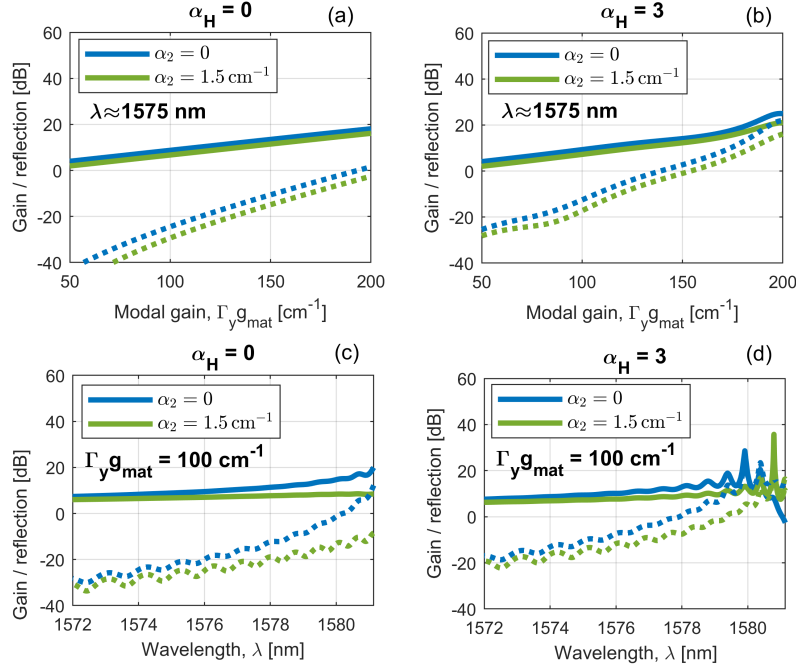 α_H = 0
(a)
α_2 = 0
α_2 = 1.5 cm^{-1}
λ≈1575 nm
Gain / reflection [dB]
60
40
20
0
-20
-40
50
100
150
200
Modal gain, Γ_y g_mat [cm^{-1}]
α_H = 3
(b)
α_2 = 0
α_2 = 1.5 cm^{-1}
λ≈1575 nm
Gain / reflection [dB]
60
40
20
0
-20
-40
50
100
150
200
Modal gain, Γ_y g_mat [cm^{-1}]
α_H = 0
(c)
α_2 = 0
α_2 = 1.5 cm^{-1}
Γ_y g_mat = 100 cm^{-1}
Gain / reflection [dB]
60
40
20
0
-20
-40
1572
1574
1576
1578
1580
Wavelength, λ [nm]
α_H = 3
(d)
α_2 = 0
α_2 = 1.5 cm^{-1}
Γ_y g_mat = 100 cm^{-1}
Gain / reflection [dB]
60
40
20
0
-20
-40
1572
1574
1576
1578
1580
Wavelength, λ [nm]